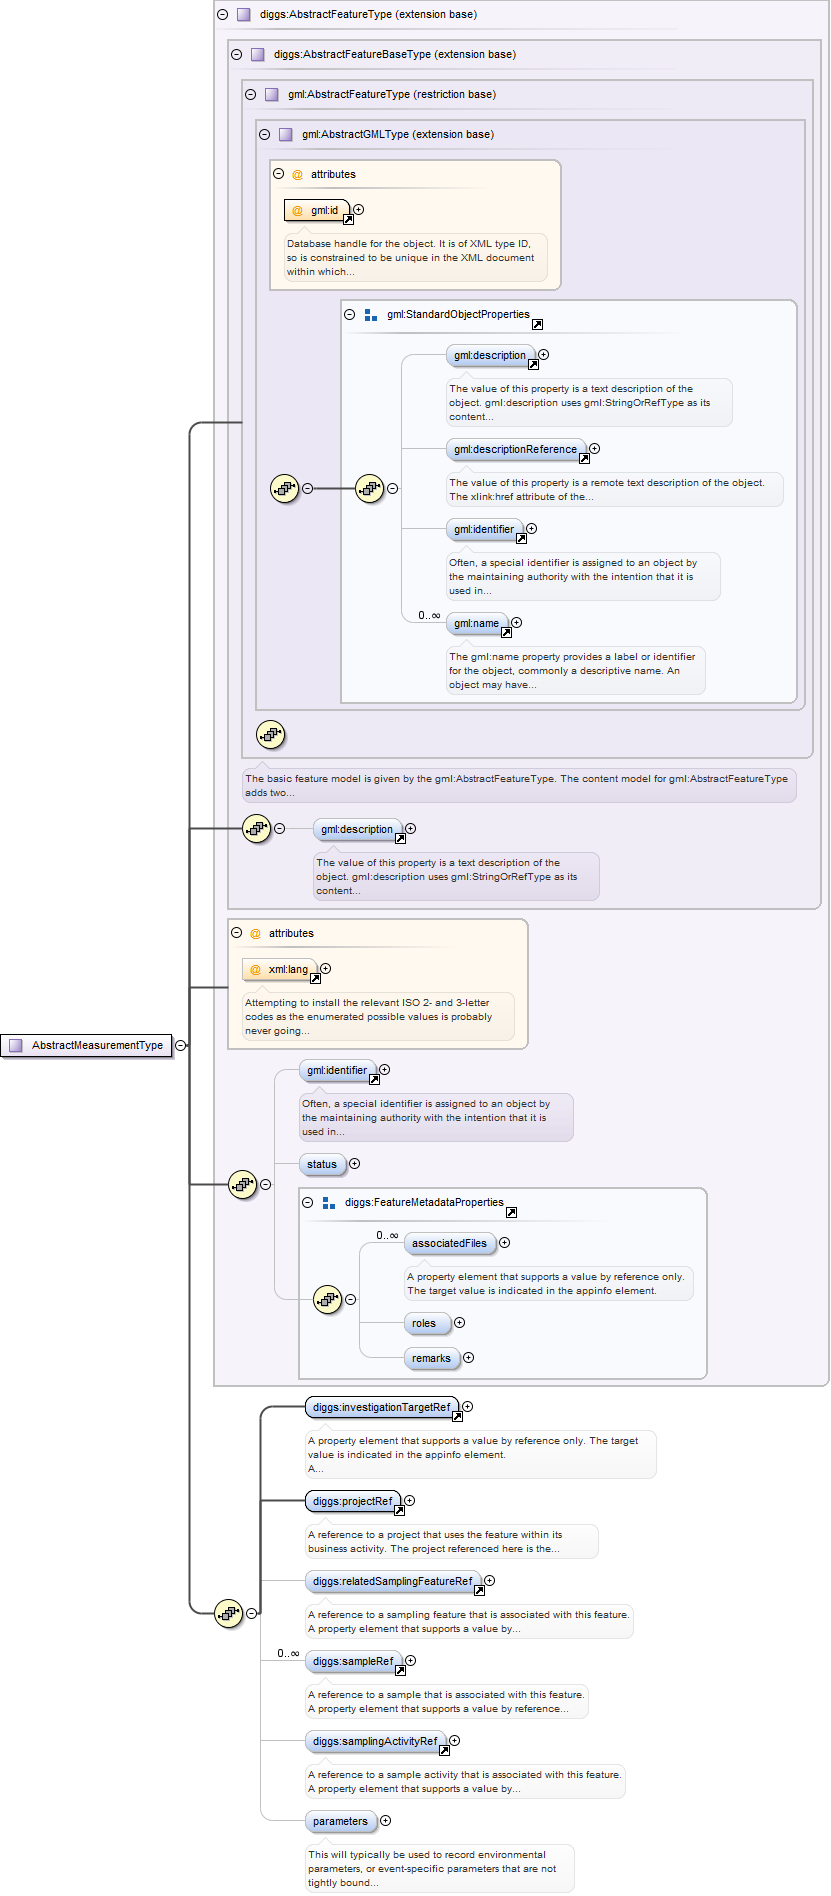 diggs:AbstractFeatureType (extension base)
diggs:AbstractFeatureBaseType (extension base)
gml:AbstractFeatureType (restriction base)
gml:AbstractGMLType (extension base)
@ attributes
@ gml:id
Database handle for the object. It is of XML type ID,
so is constrained to be unique in the XML document
within which...
gml:StandardObjectProperties
gml:description
The value of this property is a text description of the
object. gml:description uses gml:StringOrRefType as its
content...
gml:descriptionReference
The value of this property is a remote text description of the object.
The xlink:href attribute of the...
gml:identifier
Often, a special identifier is assigned to an object by
the maintaining authority with the intention that it is
used in...
0..∞
gml:name
The gml:name property provides a label or identifier
for the object, commonly a descriptive name. An
object may have...
The basic feature model is given by the gml:AbstractFeatureType. The content model for gml:AbstractFeatureType
adds two...
gml:description
The value of this property is a text description of the
object. gml:description uses gml:StringOrRefType as its
content...
@ attributes
@ xml:lang
Attempting to install the relevant ISO 2- and 3-letter
codes as the enumerated possible values is probably
never going...
AbstractMeasurementType
gml:identifier
Often, a special identifier is assigned to an object by
the maintaining authority with the intention that it is
used in...
status
diggs:FeatureMetadataProperties
0..∞
associatedFiles
A property element that supports a value by reference only.
The target value is indicated in the appinfo element.
roles
remarks
diggs:investigationTargetRef
A property element that supports a value by reference only. The target
value is indicated in the appinfo element.
A...
diggs:projectRef
A reference to a project that uses the feature within its
business activity. The project referenced here is the...
diggs:relatedSamplingFeatureRef
A reference to a sampling feature that is associated with this feature.
A property element that supports a value by...
0..∞
diggs:sampleRef
A reference to a sample that is associated with this feature.
A property element that supports a value by reference...
diggs:samplingActivityRef
A reference to a sample activity that is associated with this feature.
A property element that supports a value by...
parameters
This will typically be used to record environmental
parameters, or event-specific parameters that are not
tightly bound...